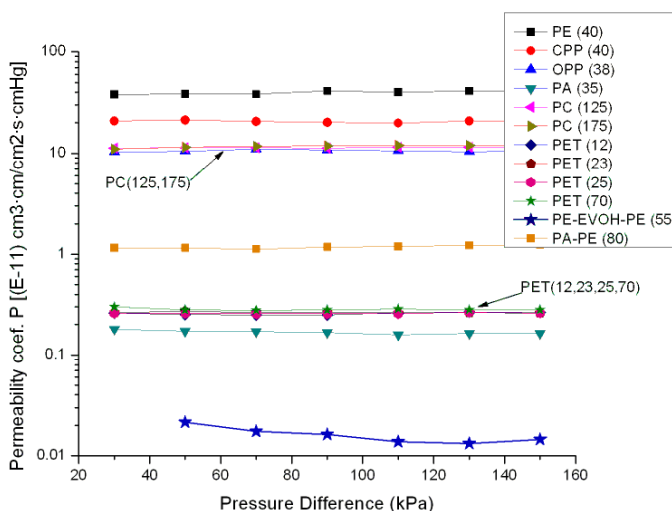 PE (40)
CPP (40)
OPP (38)
PA (35)
PC (125)
PC (175)
PET (12)
PET (23)
PET (25)
PET (70)
PE-EVOH-PE (55
PA-PE (80)
100
10
1
0.1
0.01
PC(125,175)
PET(12,23,25,70)
20 40 60 80 100 120 140 160
Permeability coef. P [(E-11) cm3·cm/cm2·s·cmHg]
Pressure Difference (kPa)